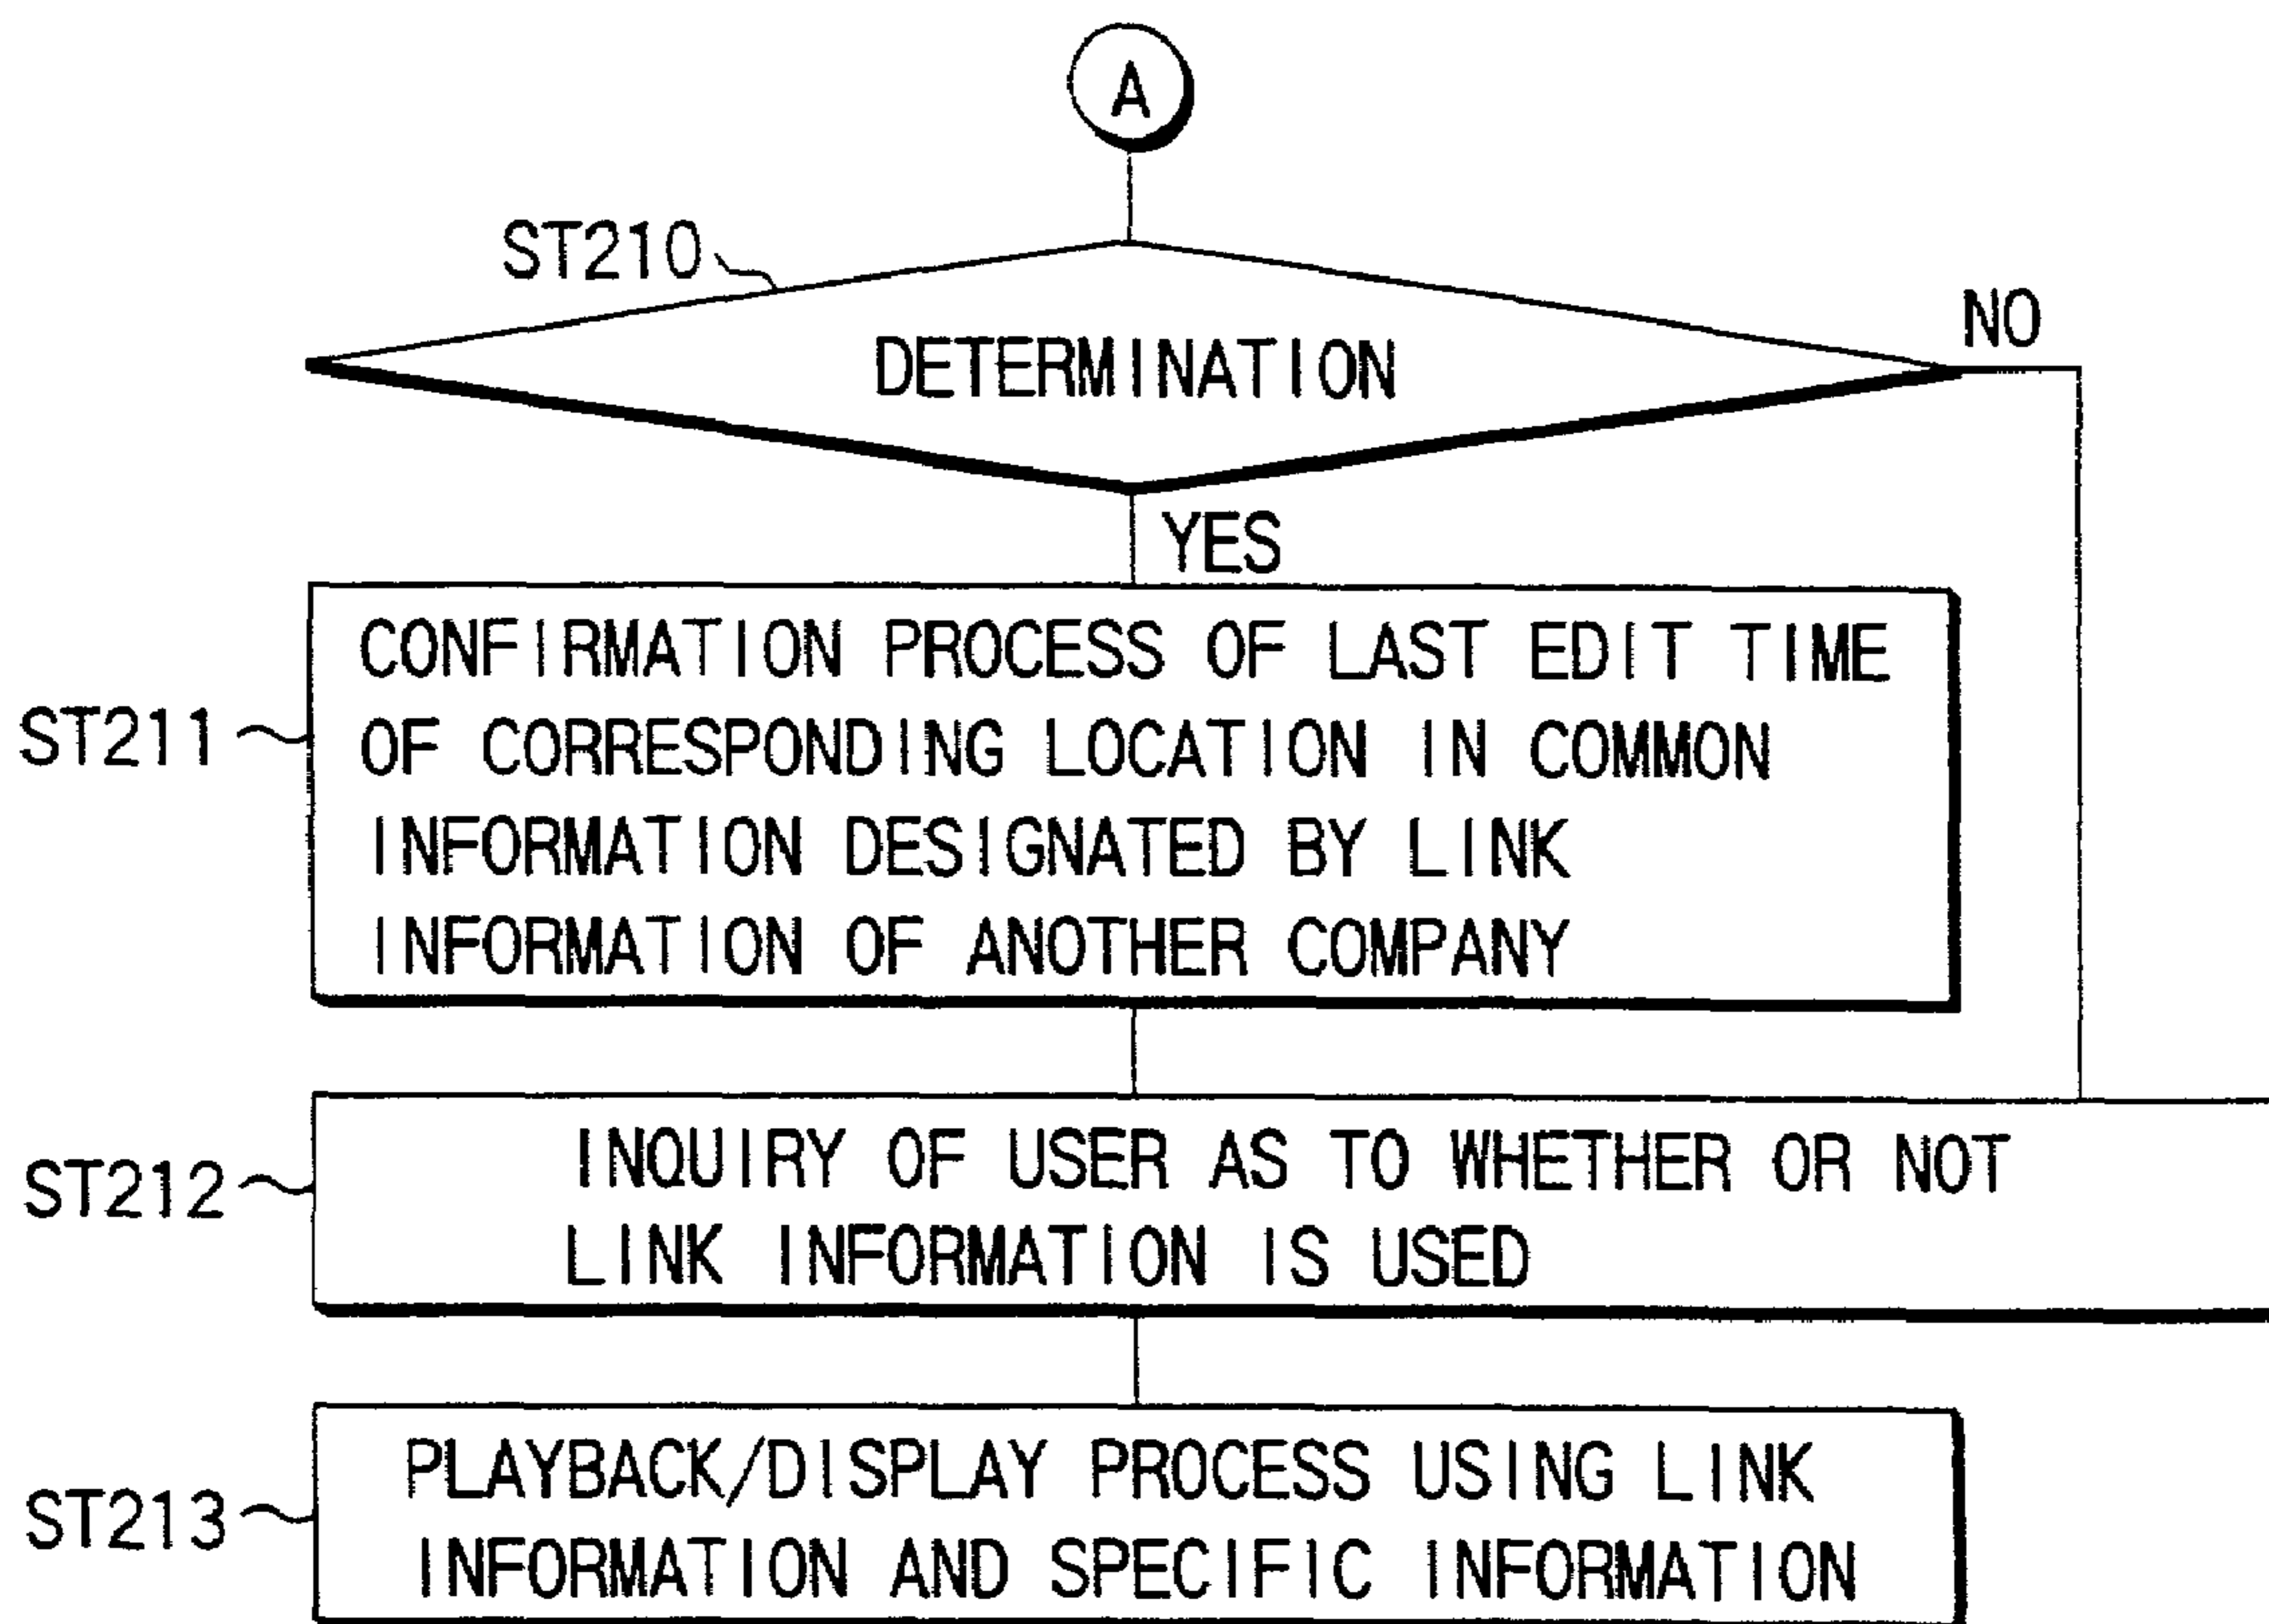 A
ST210
DETERMINATION
NO
YES
ST211
CONFIRMATION PROCESS OF LAST EDIT TIME
OF CORRESPONDING LOCATION IN COMMON
INFORMATION DESIGNATED BY LINK
INFORMATION OF ANOTHER COMPANY
ST212
INQUIRY OF USER AS TO WHETHER OR NOT
LINK INFORMATION IS USED
ST213
PLAYBACK/DISPLAY PROCESS USING LINK
INFORMATION AND SPECIFIC INFORMATION